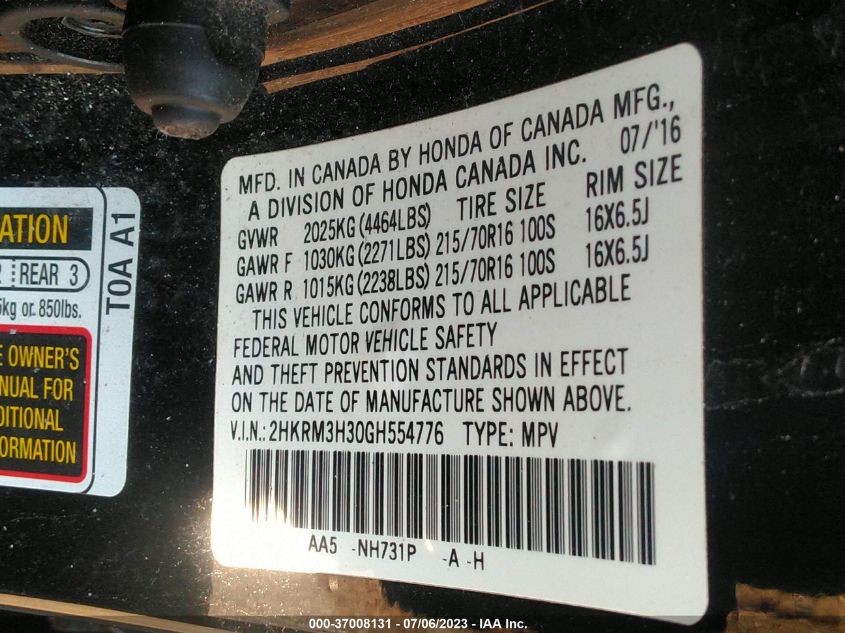 MFD. IN CANADA BY HONDA OF CANADA MFG.,
A DIVISION OF HONDA CANADA INC. 07/'16
GVWR 2025KG (4464LBS) TIRE SIZE RIM SIZE
GAWR F 1030KG (2271LBS) 215/70R16 100S 16X6.5J
GAWR R 1015KG (2238LBS) 215/70R16 100S 16X6.5J
THIS VEHICLE CONFORMS TO ALL APPLICABLE
FEDERAL MOTOR VEHICLE SAFETY
AND THEFT PREVENTION STANDARDS IN EFFECT
ON THE DATE OF MANUFACTURE SHOWN ABOVE.
V.I.N.: 2HKRM3H30GH554776 TYPE: MPV
AA5 -NH731P -A -H
REAR 3
kg or 850lbs.
OWNER'S
FOR
T0A A1
000-37008131 - 07/06/2023 - IAA Inc.